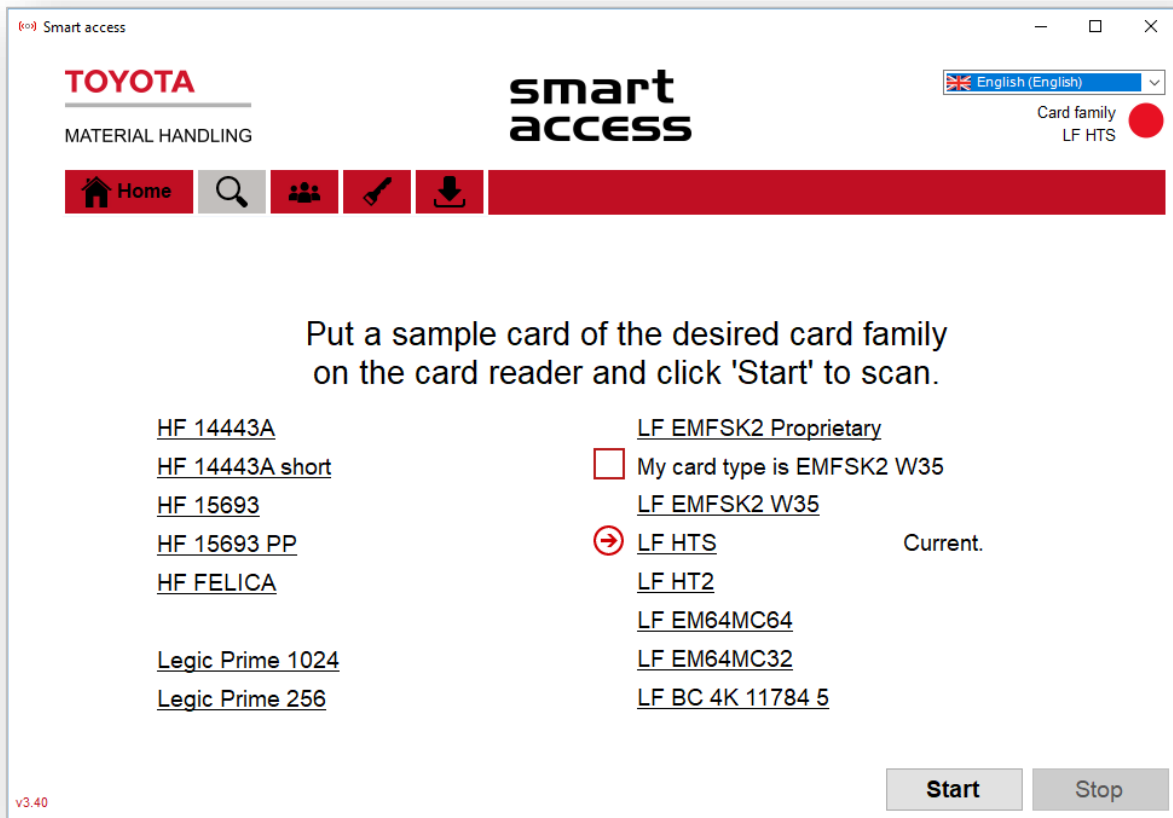 Smart access
TOYOTA
MATERIAL HANDLING
smart
access
English (English)
Card family
LF HTS
Home
Put a sample card of the desired card family
on the card reader and click 'Start' to scan.
HF 14443A
HF 14443A short
HF 15693
HF 15693 PP
HF FELICA
Legic Prime 1024
Legic Prime 256
LF EMFSK2 Proprietary
My card type is EMFSK2 W35
LF EMFSK2 W35
LF HTS Current.
LF HT2
LF EM64MC64
LF EM64MC32
LF BC 4K 11784 5
Start Stop
v3.40